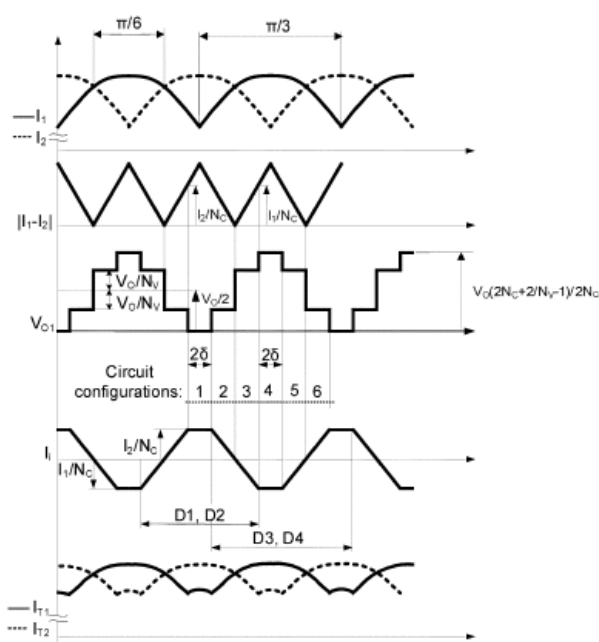 π/6
π/3
I1
I2
|I1-I2|
I2/NC
I1/NC
VO/NV
VO/NV
VO/2
VO(2NC+2/NV-1)/2NC
VO1
2δ
2δ
Circuit
configurations:
1 2 3 4 5 6
Ii
I2/NC
I1/NC
D1, D2
D3, D4
IT1
IT2